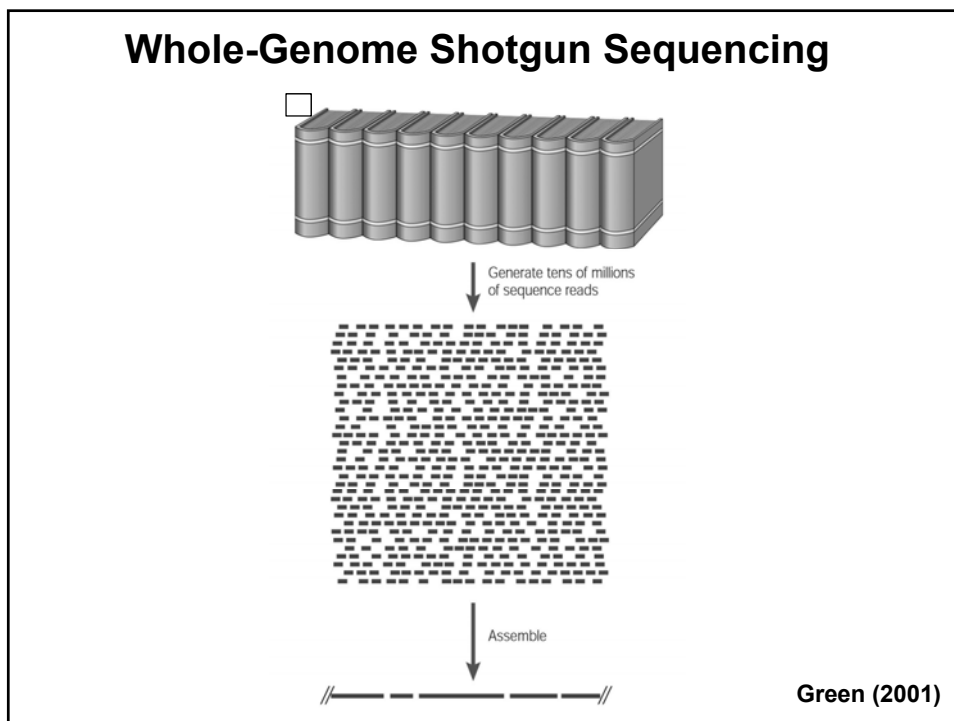 Whole-Genome Shotgun Sequencing
Generate tens of millions
of sequence reads
Assemble
Green (2001)